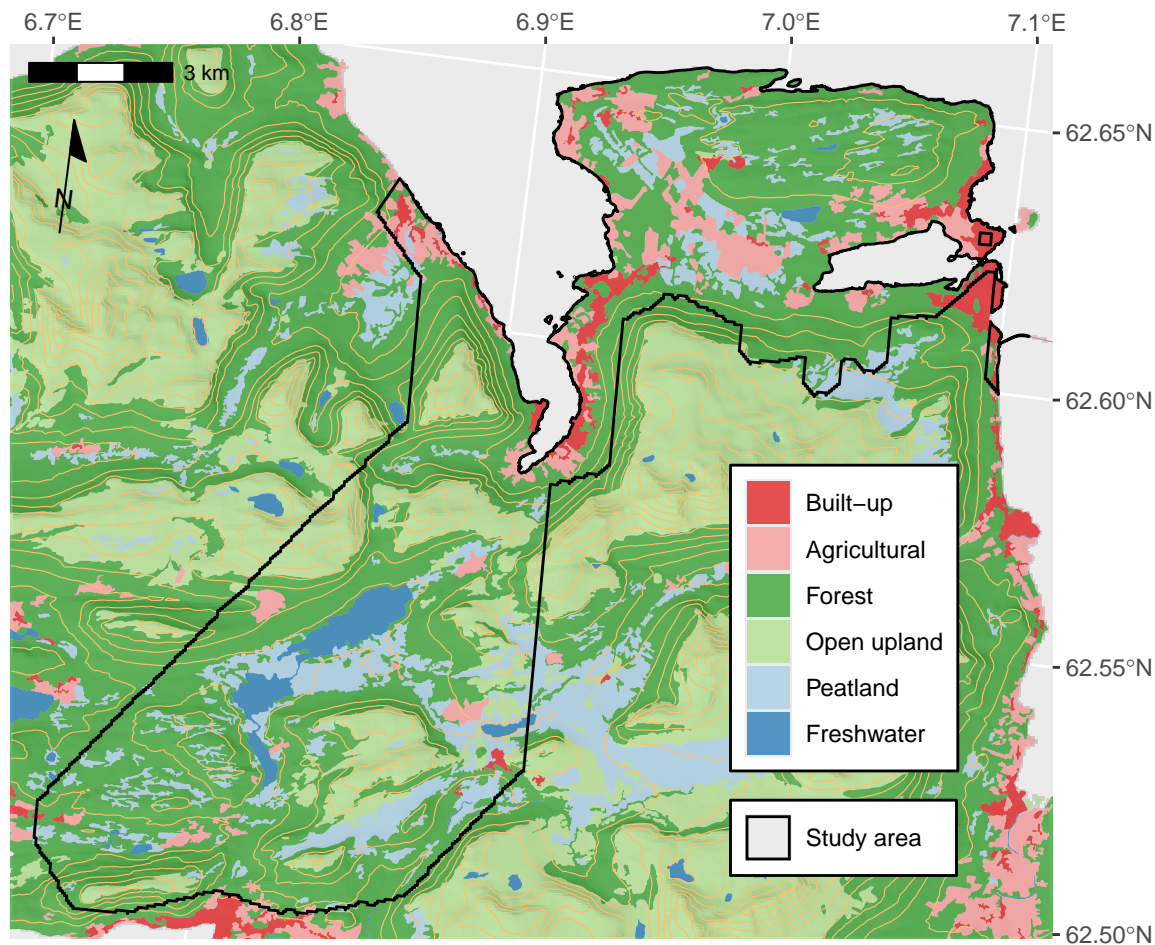 6.7°E 6.8°E 6.9°E 7.0°E 7.1°E
3 km
62.65°N
N
62.60°N
Built−up
Agricultural
Forest
62.55°N
Open upland
Peatland
Freshwater
Study area
62.50°N